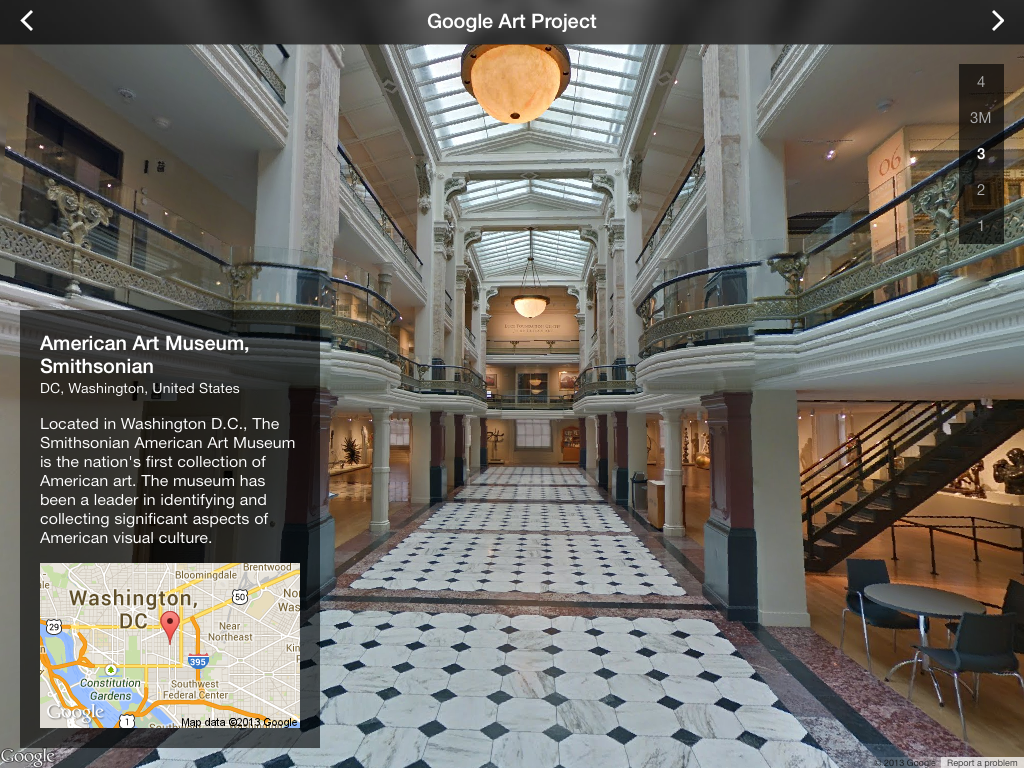 Google Art Project
4
3M
3
2
1
06
American Art Museum,
Smithsonian
DC, Washington, United States
Located in Washington D.C., The
Smithsonian American Art Museum
is the nation's first collection of
American art. The museum has
been a leader in identifying and
collecting significant aspects of
American visual culture.
Brentwood
Bloomingdale
Washington,
DC
50
29
Near
Northeast
395
Constitution
Gardens
Southwest
Federal Center
1
Google
Map data ©2013 Google
Google
© 2013 Google
Report a problem